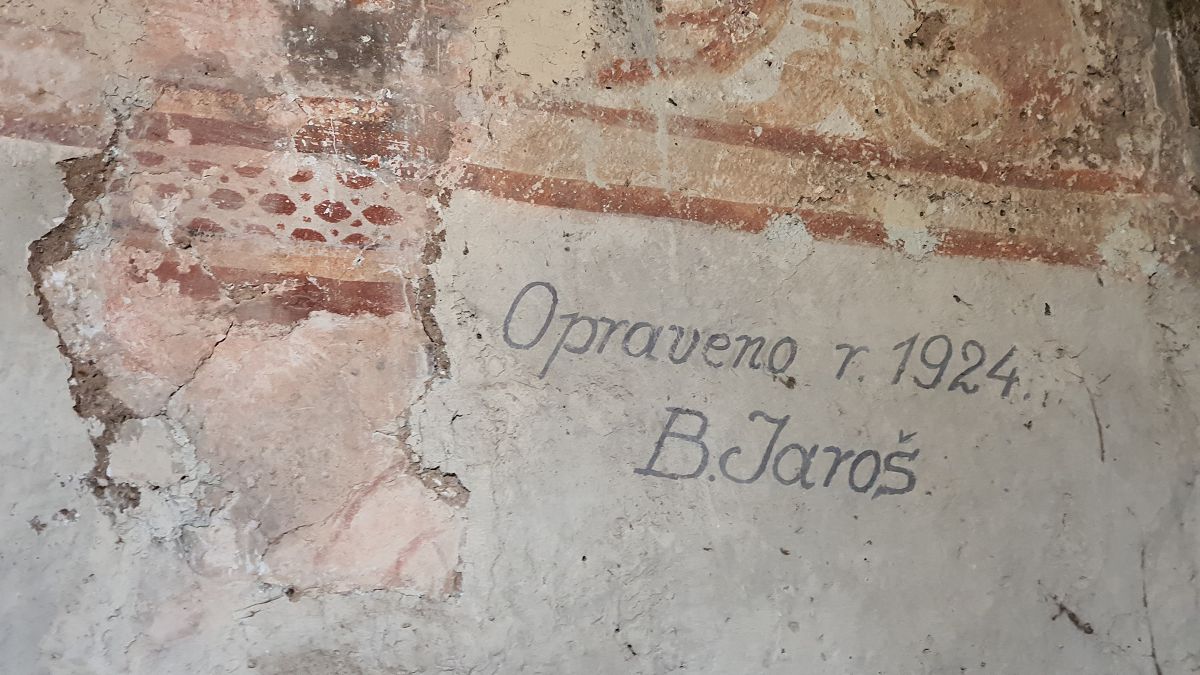 Opraveno r. 1924.
B. Jaroš